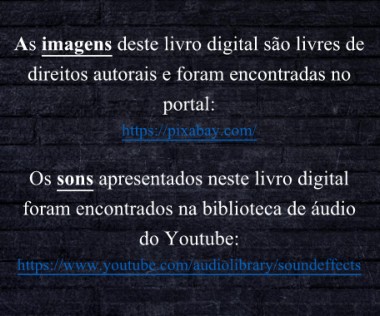 As imagens deste livro digital são livres de
direitos autorais e foram encontradas no
portal:
https://pixabay.com/
Os sons apresentados neste livro digital
foram encontrados na biblioteca de áudio
do Youtube:
https://www.youtube.com/audiolibrary/soundeffects